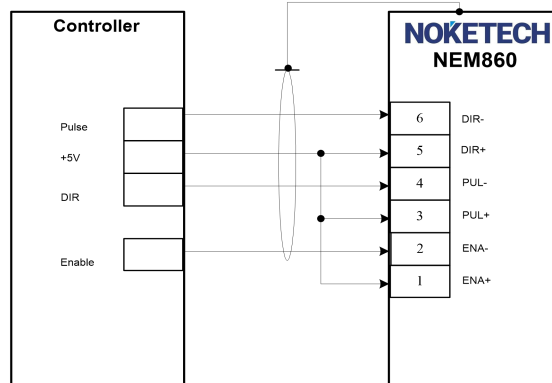 Controller
Pulse
+5V
DIR
Enable
NOKETECH
NEM860
6 DIR-
5 DIR+
4 PUL-
3 PUL+
2 ENA-
1 ENA+